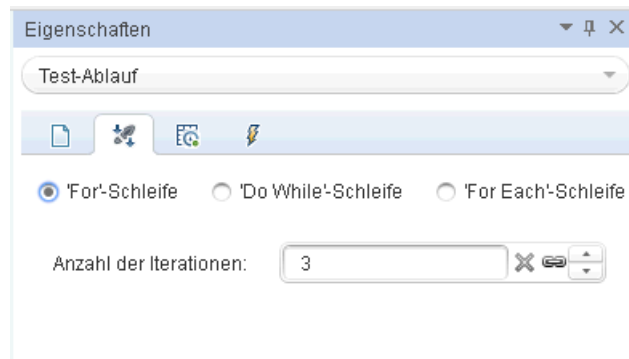 Eigenschaften
Test-Ablauf
'For'-Schleife 'Do While'-Schleife 'For Each'-Schleife
Anzahl der Iterationen: 3